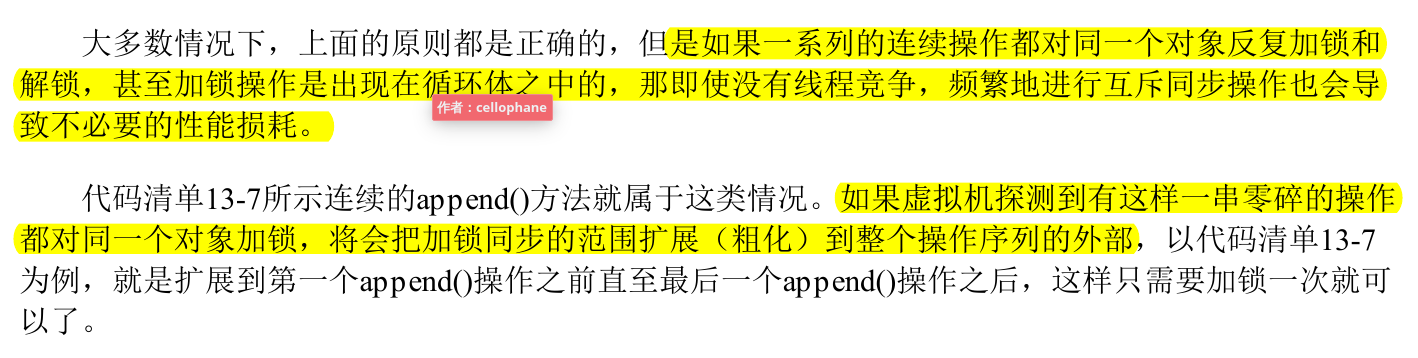 大多数情况下，上面的原则都是正确的，但是如果一系列的连续操作都对同一个对象反复加锁和
解锁，甚至加锁操作是出现在循环体之中的，那即使没有线程竞争，频繁地进行互斥同步操作也会导
作者：cellophane
致不必要的性能损耗。
代码清单13-7所示连续的append()方法就属于这类情况。如果虚拟机探测到有这样一串零碎的操作
都对同一个对象加锁，将会把加锁同步的范围扩展（粗化）到整个操作序列的外部，以代码清单13-7
为例，就是扩展到第一个append()操作之前直至最后一个append()操作之后，这样只需要加锁一次就可
以了。